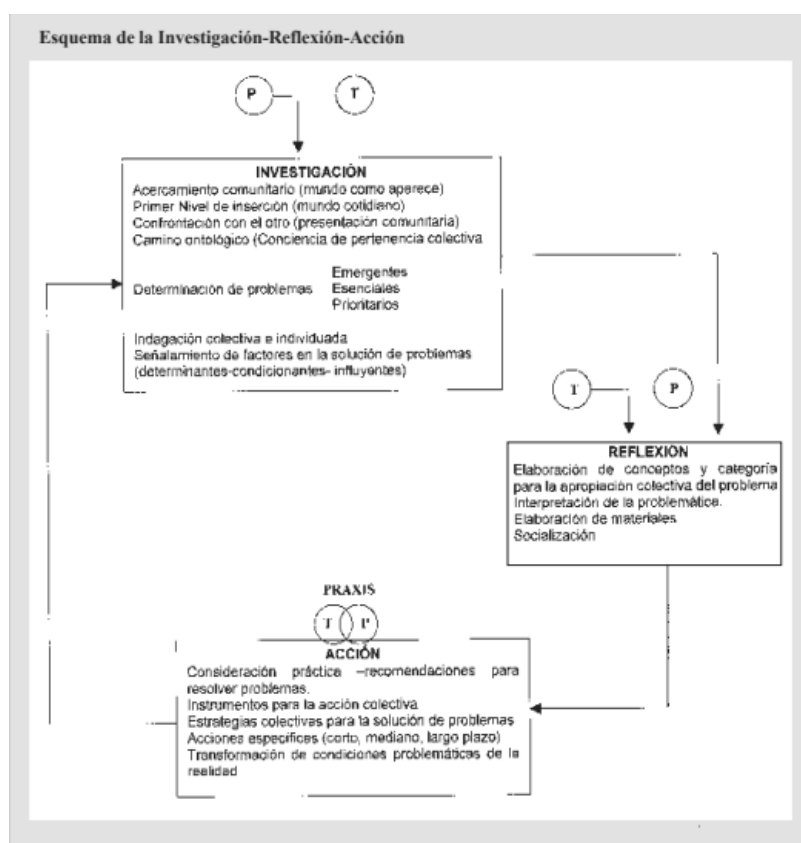 Esquema de la Investigación-Reflexión-Acción
P T
INVESTIGACIÓN
Acercamiento comunitario (mundo como aparece)
Primer Nivel de inserción (mundo cotidiano)
Confrontación con el otro (presentación comunitaria)
Camino ontológico (Conciencia de pertenencia colectiva
Emergentes
Determinación de problemas Esenciales
Prioritarios
Indagación colectiva e individuada
Señalamiento de factores en la solución de problemas
(determinantes-condicionantes- influyentes)
T P
REFLEXIÓN
Elaboración de conceptos y categoría
para la apropiación colectiva del problema
Interpretación de la problemática.
Elaboración de materiales
Socialización
PRAXIS
T P
ACCIÓN
Consideración práctica –recomendaciones para
resolver problemas.
Instrumentos para la acción colectiva
Estrategias colectivas para la solución de problemas
Acciones específicas (corto, mediano, largo plazo)
Transformación de condiciones problemáticas de la
realidad